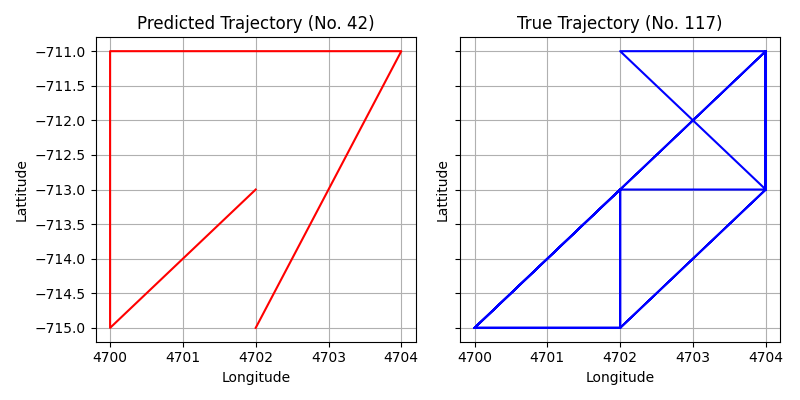 Predicted Trajectory (No. 42)
True Trajectory (No. 117)
−711.0
−711.5
−712.0
−712.5
−713.0
−713.5
−714.0
−714.5
−715.0
Lattitude
Lattitude
4700 4701 4702 4703 4704
4700 4701 4702 4703 4704
Longitude
Longitude